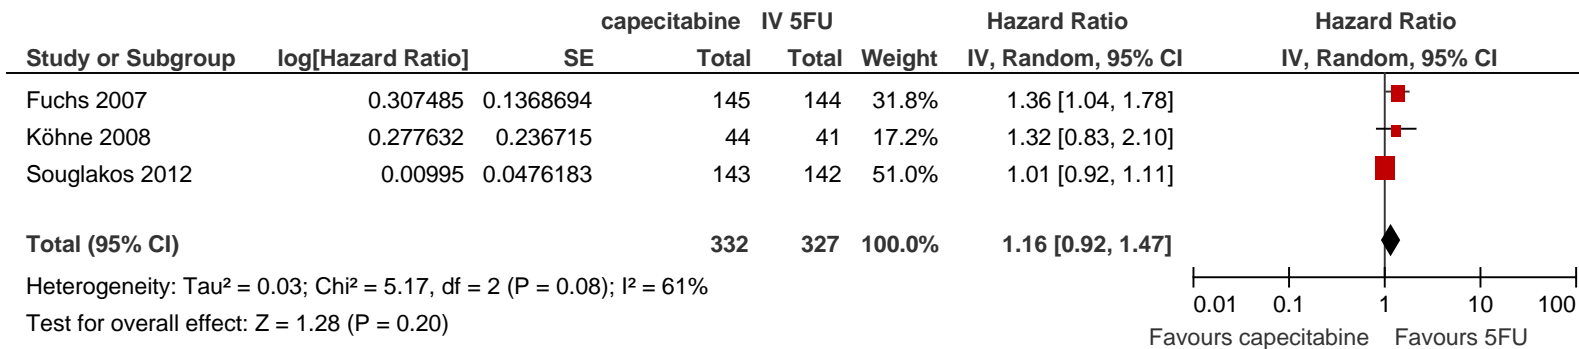 capecitabine IV 5FU Hazard Ratio Hazard Ratio
Study or Subgroup log[Hazard Ratio] SE Total Total Weight IV, Random, 95% CI IV, Random, 95% CI
Fuchs 2007 0.307485 0.1368694 145 144 31.8% 1.36 [1.04, 1.78]
Köhne 2008 0.277632 0.236715 44 41 17.2% 1.32 [0.83, 2.10]
Souglakos 2012 0.00995 0.0476183 143 142 51.0% 1.01 [0.92, 1.11]
Total (95% CI) 332 327 100.0% 1.16 [0.92, 1.47]
Heterogeneity: Tau² = 0.03; Chi² = 5.17, df = 2 (P = 0.08); I² = 61%
Test for overall effect: Z = 1.28 (P = 0.20)
0.01 0.1 1 10 100
Favours capecitabine Favours 5FU